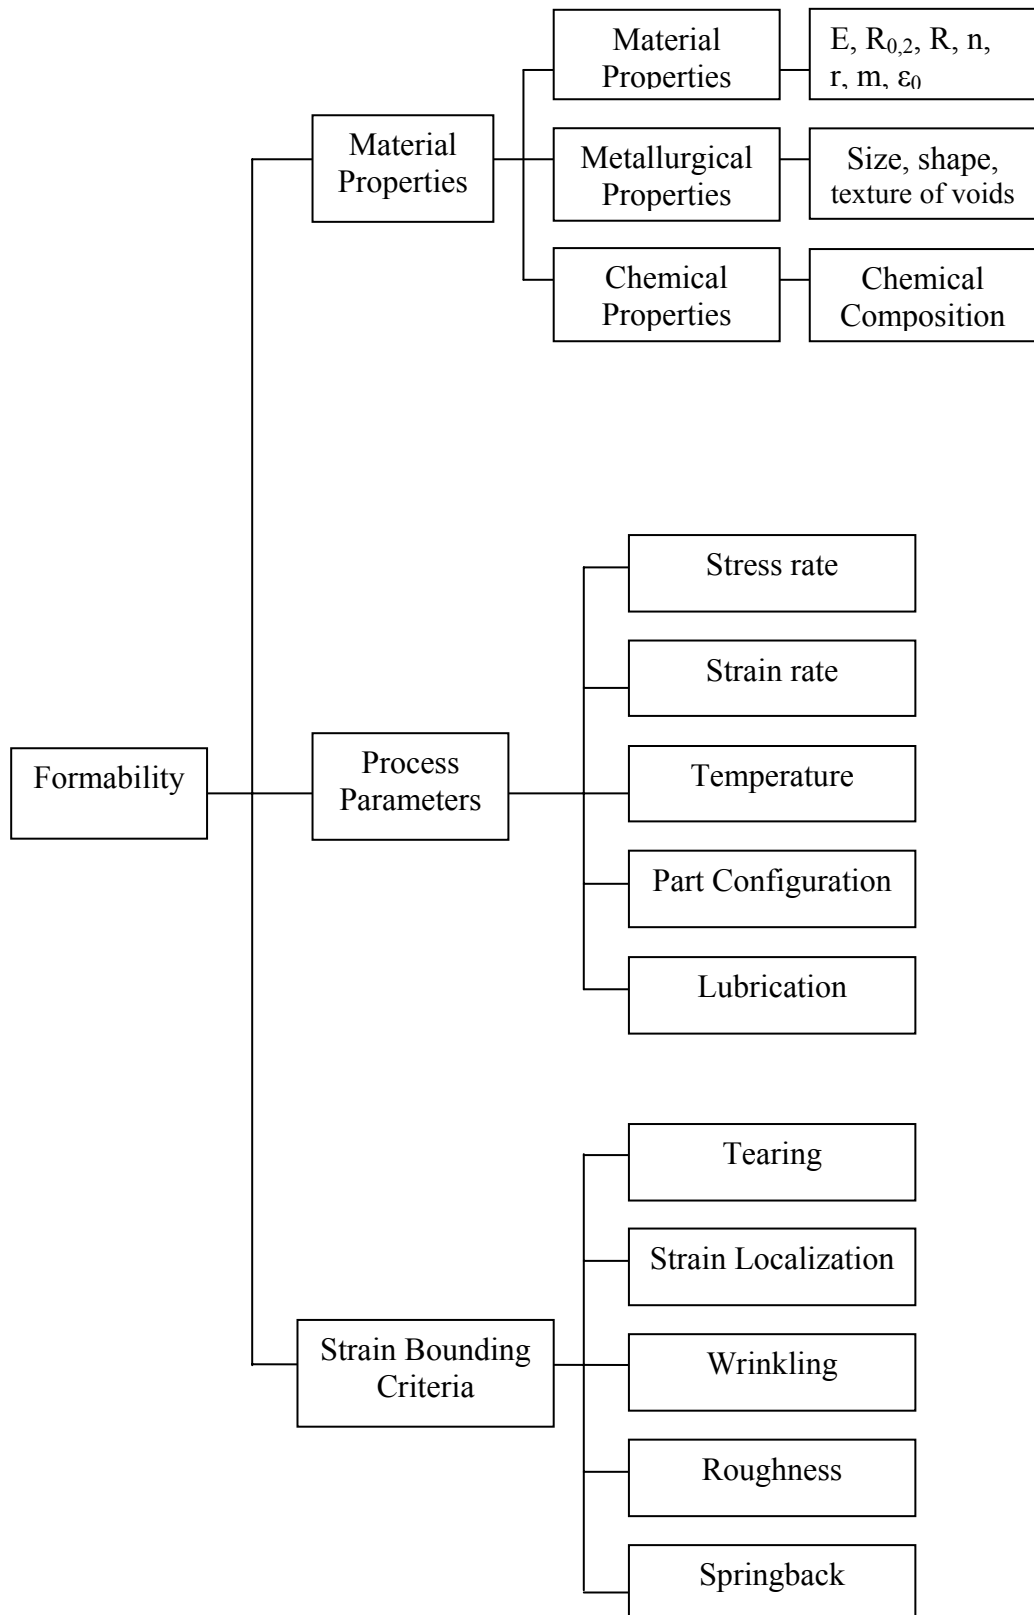 Material
Properties
E, R₀,₂, R, n,
r, m, ε₀
Material
Properties
Metallurgical
Properties
Size, shape,
texture of voids
Chemical
Properties
Chemical
Composition
Stress rate
Strain rate
Formability
Process
Parameters
Temperature
Part Configuration
Lubrication
Tearing
Strain Localization
Strain Bounding
Criteria
Wrinkling
Roughness
Springback